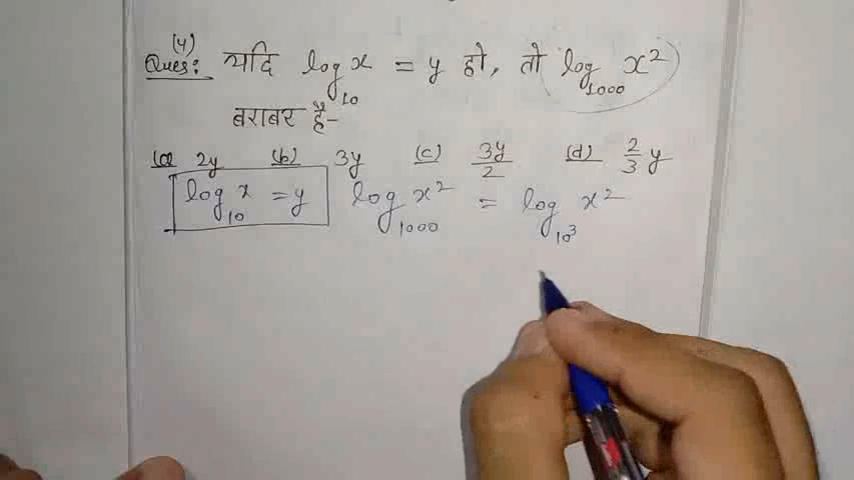 (4)
Ques: यदि log₁₀ x = y हो, तो log₁₀₀₀ x²
बराबर है-
(a) 2y (b) 3y (c) 3y/2 (d) 2/3 y
log₁₀ x = y log₁₀₀₀ x² = log₁₀³ x²